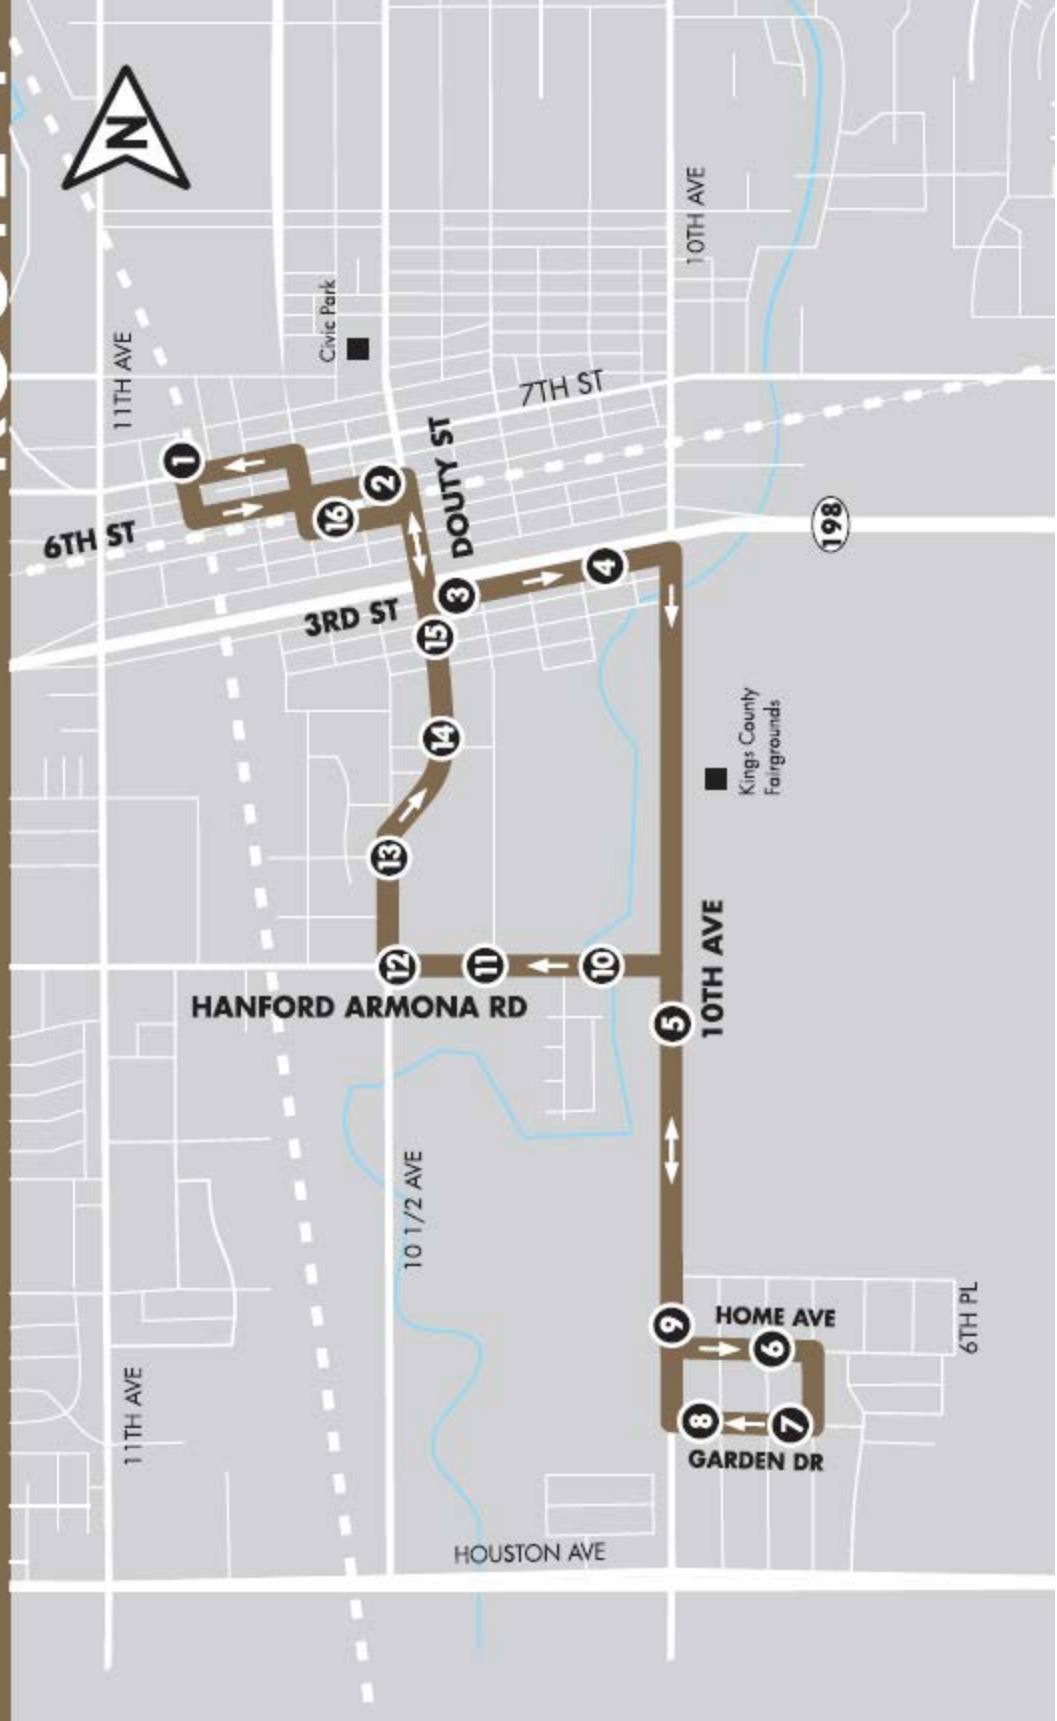 N
11TH AVE
Civic Park
10TH AVE
7TH ST
1
2
16
DOUTY ST
6TH ST
3RD ST
3
4
15
198
14
13
Kings County
Fairgrounds
12
11
10
HANFORD ARMONA RD
10TH AVE
5
10 1/2 AVE
11TH AVE
9
HOME AVE
6
6TH PL
8
7
GARDEN DR
HOUSTON AVE